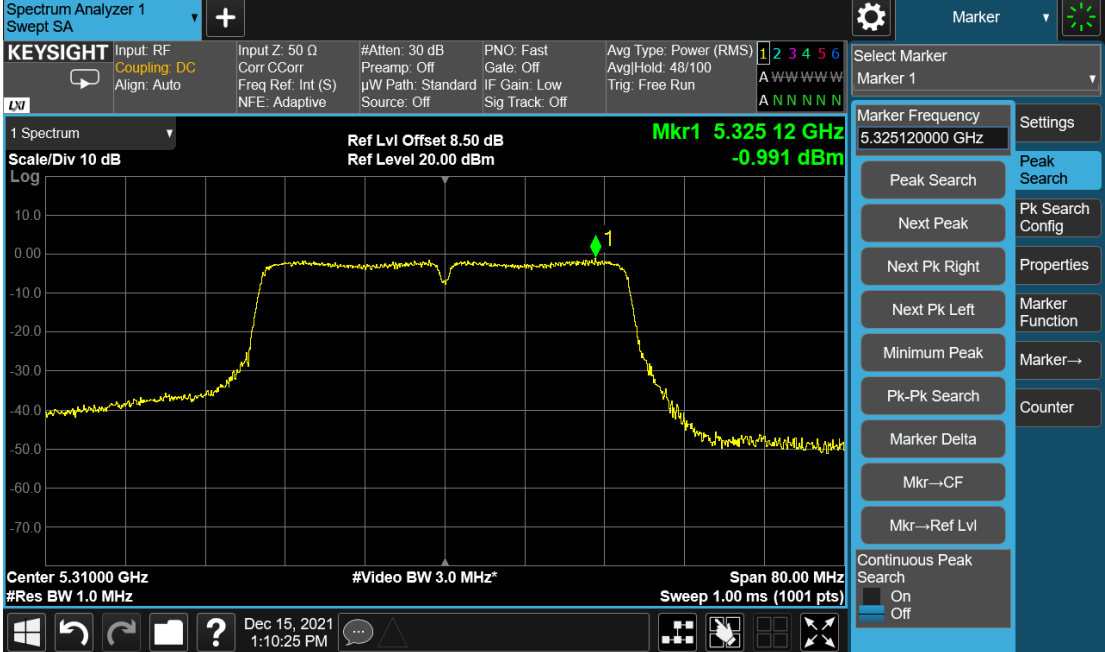 Spectrum Analyzer 1
Swept SA
+
Marker
KEYSIGHT
LXI
Input: RF
Coupling: DC
Align: Auto
Input Z: 50 Ω
Corr CCorr
Freq Ref: Int (S)
NFE: Adaptive
#Atten: 30 dB
Preamp: Off
µW Path: Standard
Source: Off
PNO: Fast
Gate: Off
IF Gain: Low
Sig Track: Off
Avg Type: Power (RMS)
Avg|Hold: 48/100
Trig: Free Run
1 2 3 4 5 6
A W W W W W
A N N N N N
1 Spectrum
Scale/Div 10 dB
Log
Ref Lvl Offset 8.50 dB
Ref Level 20.00 dBm
Mkr1 5.325 12 GHz
-0.991 dBm
10.0
0.00
-10.0
-20.0
-30.0
-40.0
-50.0
-60.0
-70.0
1
Center 5.31000 GHz
#Res BW 1.0 MHz
#Video BW 3.0 MHz*
Span 80.00 MHz
Sweep 1.00 ms (1001 pts)
Select Marker
Marker 1
Marker Frequency
5.325120000 GHz
Peak Search
Next Peak
Next Pk Right
Next Pk Left
Minimum Peak
Pk-Pk Search
Marker Delta
Mkr→CF
Mkr→Ref Lvl
Continuous Peak
Search
On
Off
Settings
Peak
Search
Pk Search
Config
Properties
Marker
Function
Marker→
Counter
?
Dec 15, 2021
1:10:25 PM